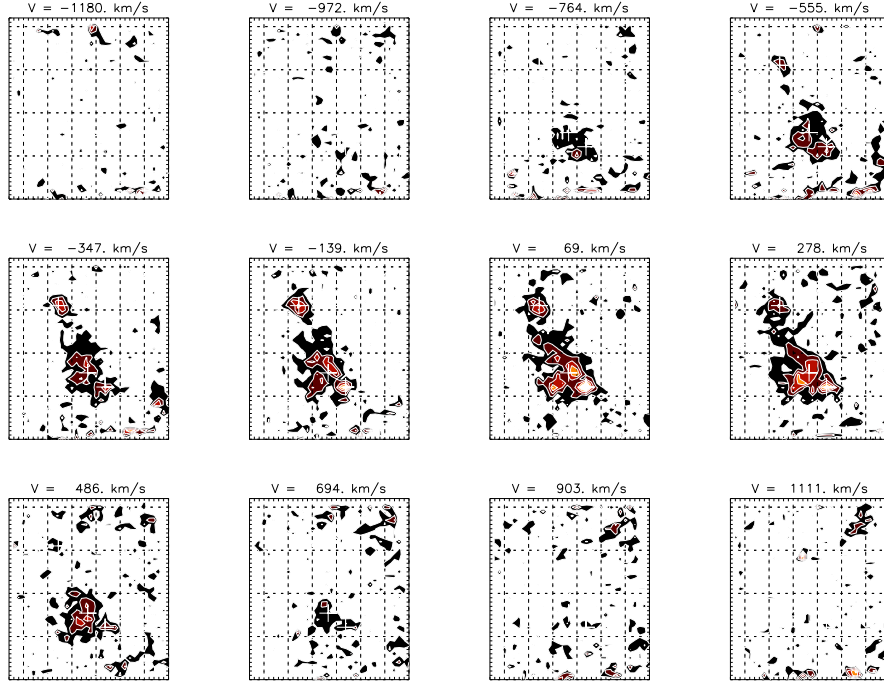 V = −1180. km/s
V = −972. km/s
V = −764. km/s
V = −555. km/s
V = −347. km/s
V = −139. km/s
V = 69. km/s
V = 278. km/s
V = 486. km/s
V = 694. km/s
V = 903. km/s
V = 1111. km/s